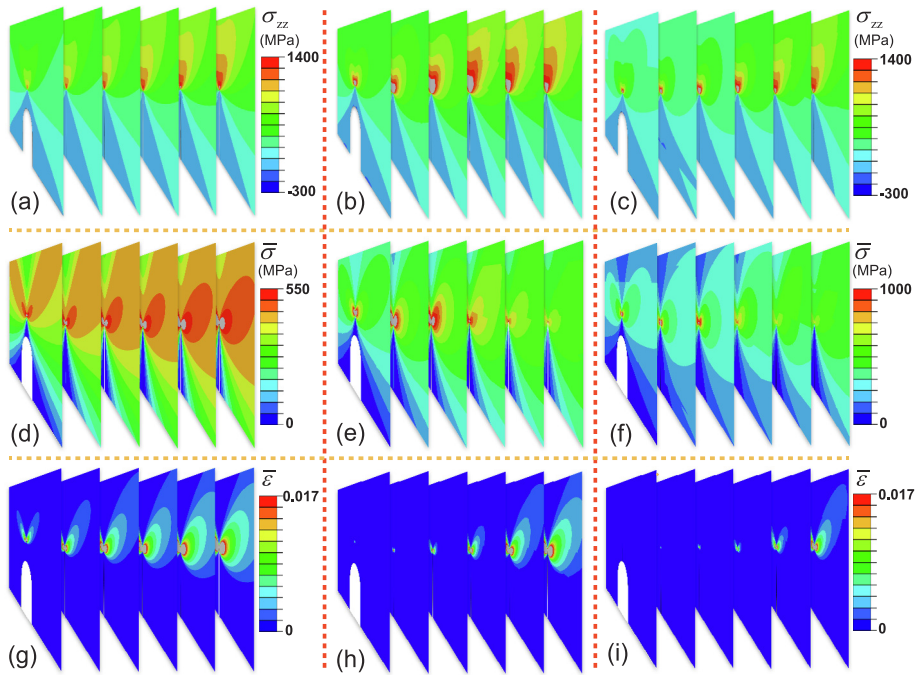 σzz
(MPa)
1400
-300
(a)
(b)
σzz
(MPa)
1400
-300
(c)
(d)
σ̅
(MPa)
550
0
(e)
σ̅
(MPa)
1000
0
(f)
(g)
ε̅
0.017
0
(h)
ε̅
0.017
0
(i)